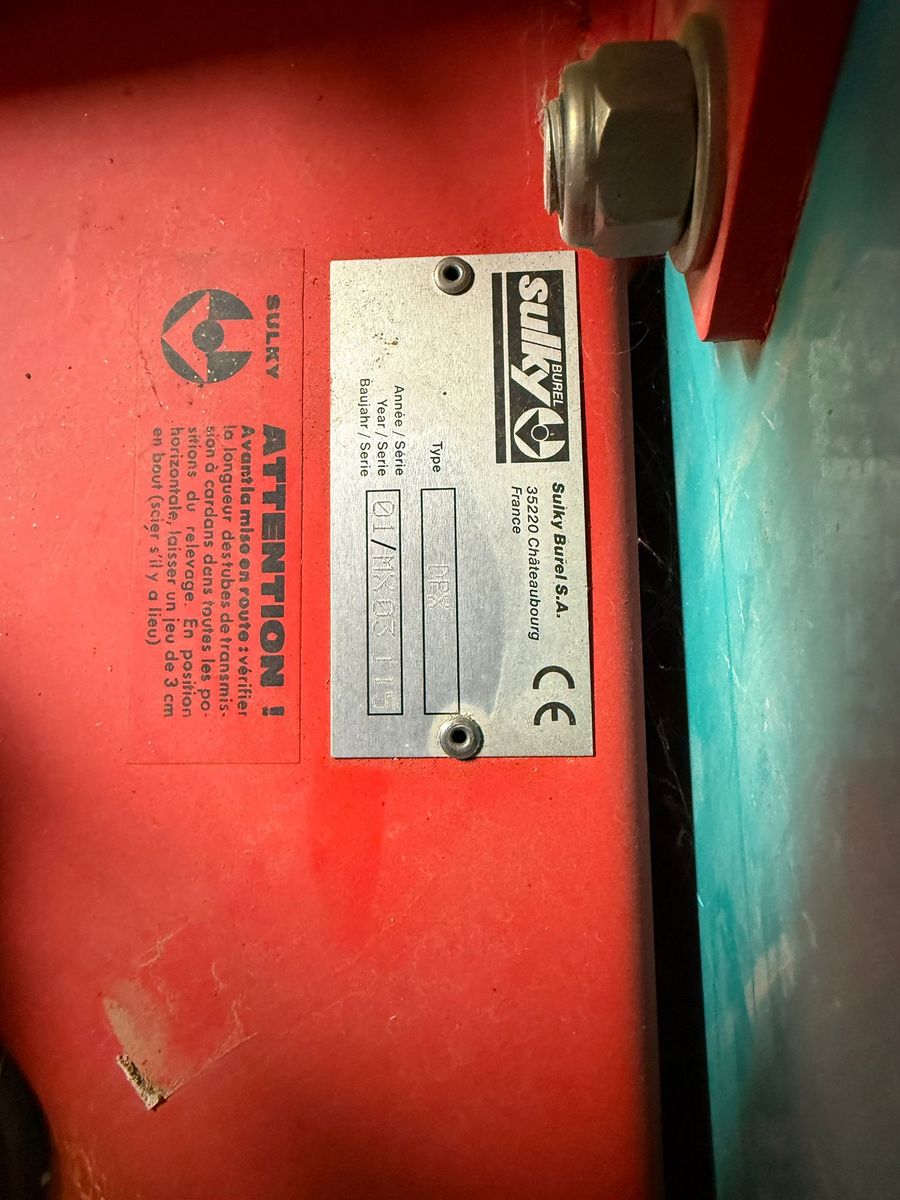 sulky
BUREL
Sulky Burel S.A.
35220 Châteaubourg
France
CE
Type
Année / Série
Year / Serie
Baujahr / Serie
01/MX
SULKY
ATTENTION !
Avant la mise en route : vérifier
la longueur des tubes de transmis-
sion à cardans dans toutes les po-
sitions du relevage. En position
horizontale, laisser un jeu de 3 cm
en bout (scier s'il y a lieu)